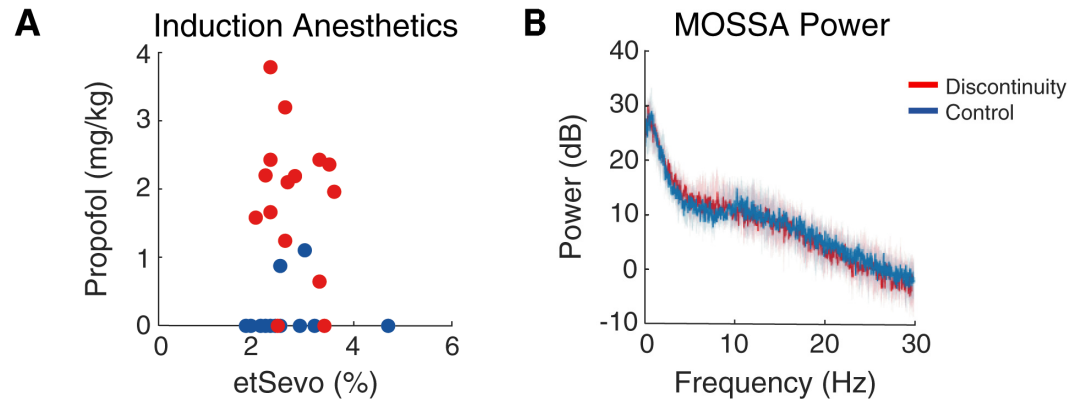 A
Induction Anesthetics
4
3
2
1
0
Propofol (mg/kg)
0 2 4 6
etSevo (%)
B
MOSSA Power
40
30
20
10
0
-10
Power (dB)
0 10 20 30
Frequency (Hz)
Discontinuity
Control